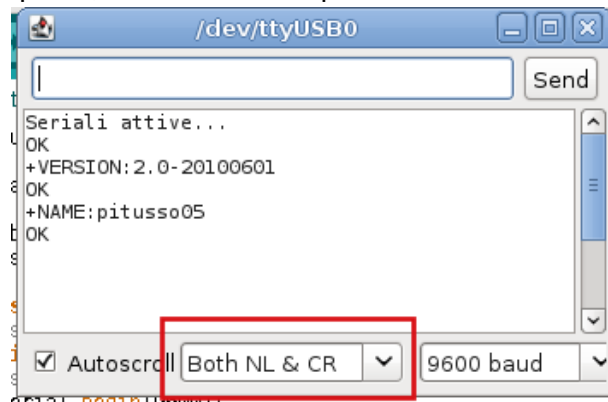 /dev/ttyUSB0
Send
Seriali attive...
OK
+VERSION:2.0-20100601
OK
+NAME:pitusso05
OK
Autoscroll Both NL & CR 9600 baud